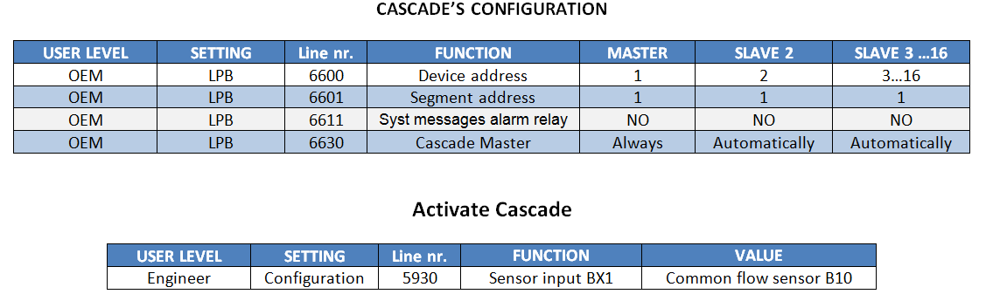 CASCADE'S CONFIGURATION
USER LEVEL SETTING Line nr. FUNCTION MASTER SLAVE 2 SLAVE 3 ...16
OEM LPB 6600 Device address 1 2 3...16
OEM LPB 6601 Segment address 1 1 1
OEM LPB 6611 Syst messages alarm relay NO NO NO
OEM LPB 6630 Cascade Master Always Automatically Automatically
Activate Cascade
USER LEVEL SETTING Line nr. FUNCTION VALUE
Engineer Configuration 5930 Sensor input BX1 Common flow sensor B10